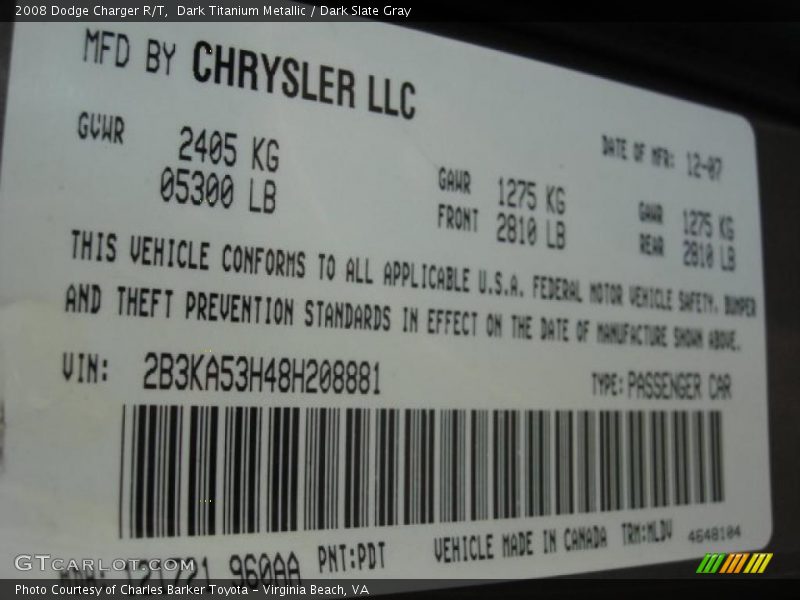 2008 Dodge Charger R/T, Dark Titanium Metallic / Dark Slate Gray
MFD BY CHRYSLER LLC
DATE OF MFR: 12-07
GVWR 2405 KG
05300 LB
GAWR 1275 KG
FRONT 2810 LB
GAWR 1275 KG
REAR 2810 LB
THIS VEHICLE CONFORMS TO ALL APPLICABLE U.S.A. FEDERAL MOTOR VEHICLE SAFETY, BUMPER
AND THEFT PREVENTION STANDARDS IN EFFECT ON THE DATE OF MANUFACTURE SHOWN ABOVE.
VIN: 2B3KA53H48H208881 TYPE: PASSENGER CAR
960AA PNT:PDT VEHICLE MADE IN CANADA TRM:MLDV 4648104
GTCARLOT.COM
Photo Courtesy of Charles Barker Toyota - Virginia Beach, VA